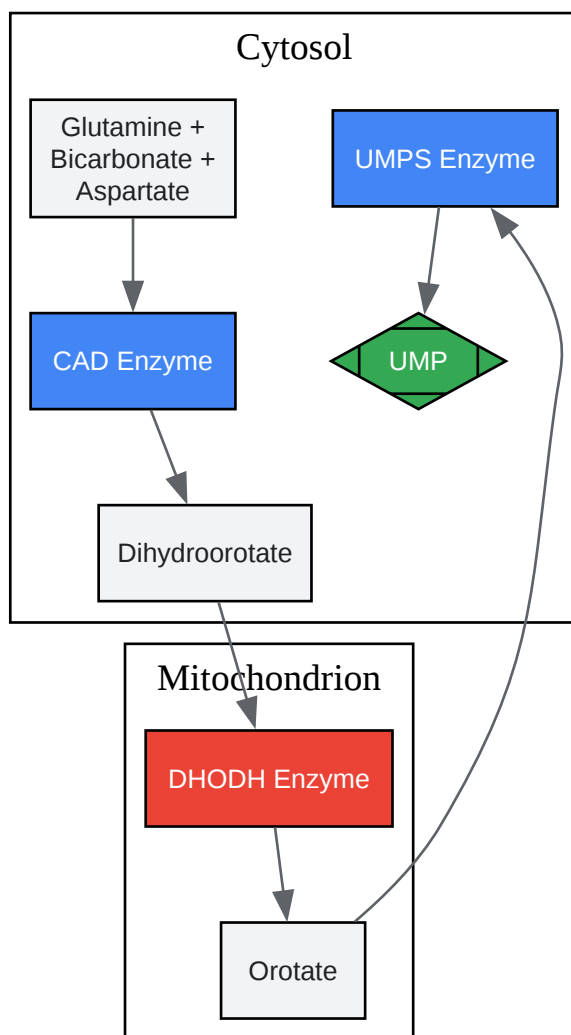 Cytosol
Glutamine +
Bicarbonate +
Aspartate
UMPS Enzyme
CAD Enzyme
UMP
Dihydroorotate
Mitochondrion
DHODH Enzyme
Orotate